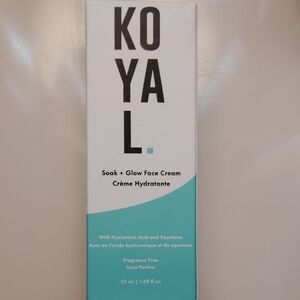 KO
YA
L.
Soak + Glow Face Cream
Crème Hydratante
With Hyaluronic Acid and Squalane
Avec de l'acide hyaluronique et de squalane
Fragrance Free
Sans Parfum
50 ml | 1.69 fl oz